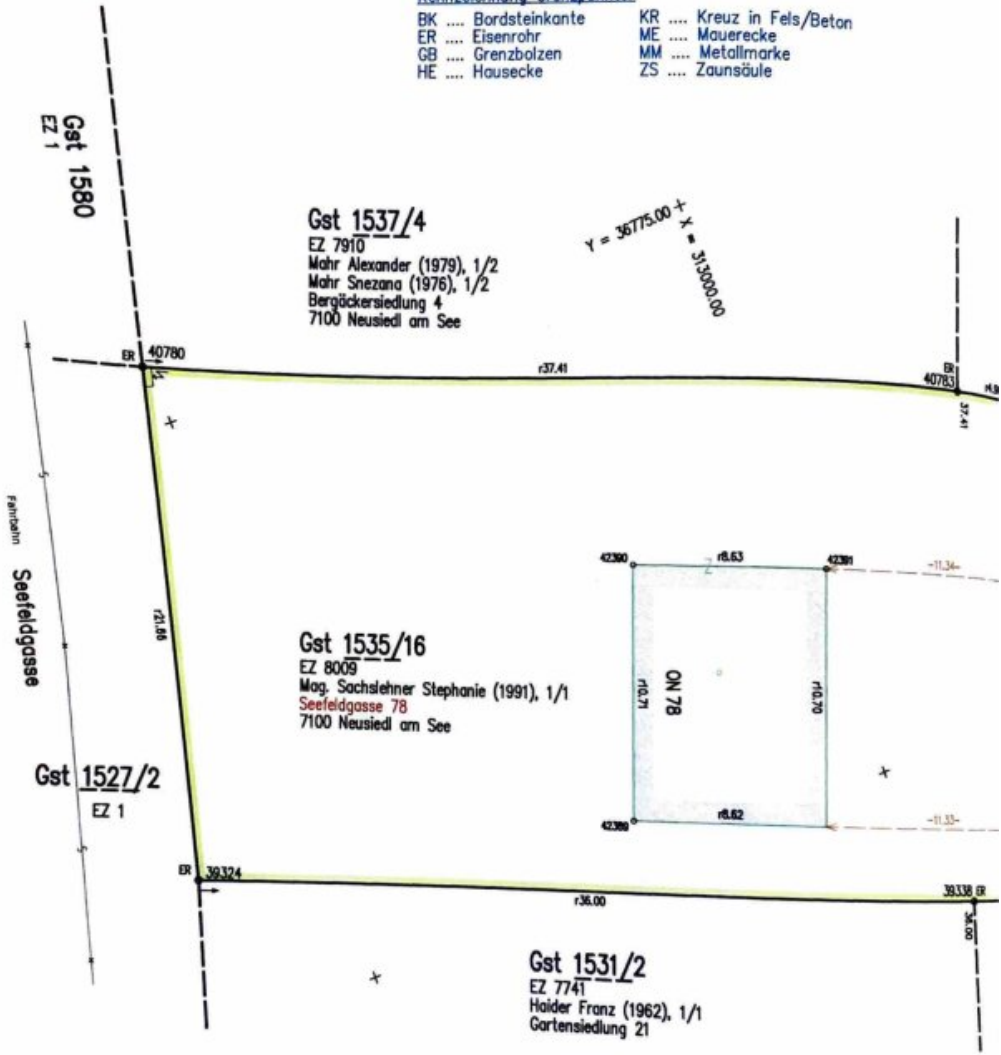 BK .... Bordsteinkante
ER .... Eisenrohr
GB .... Grenzbolzen
HE .... Hausecke
KR .... Kreuz in Fels/Beton
ME .... Mauerecke
MM .... Metallmarke
ZS .... Zaunsäule
Gst 1580
EZ 1
Gst 1537/4
EZ 7910
Mahr Alexander (1979), 1/2
Mahr Snezana (1976), 1/2
Bergäckersiedlung 4
7100 Neusiedl am See
Y = 36775.00
X = 313000.00
ER 40780
r37.41
ER
40783
37.41
Fahrbahn
Seefeldgasse
r21.66
42390
r8.63
42391
-11.34-
Gst 1535/16
EZ 8009
Mag. Sachslehner Stephanie (1991), 1/1
Seefeldgasse 78
7100 Neusiedl am See
r10.71
ON 78
r10.70
Gst 1527/2
EZ 1
42389
r8.62
-11.33-
ER 39324
r36.00
39338 ER
36.00
Gst 1531/2
EZ 7741
Haider Franz (1962), 1/1
Gartensiedlung 21